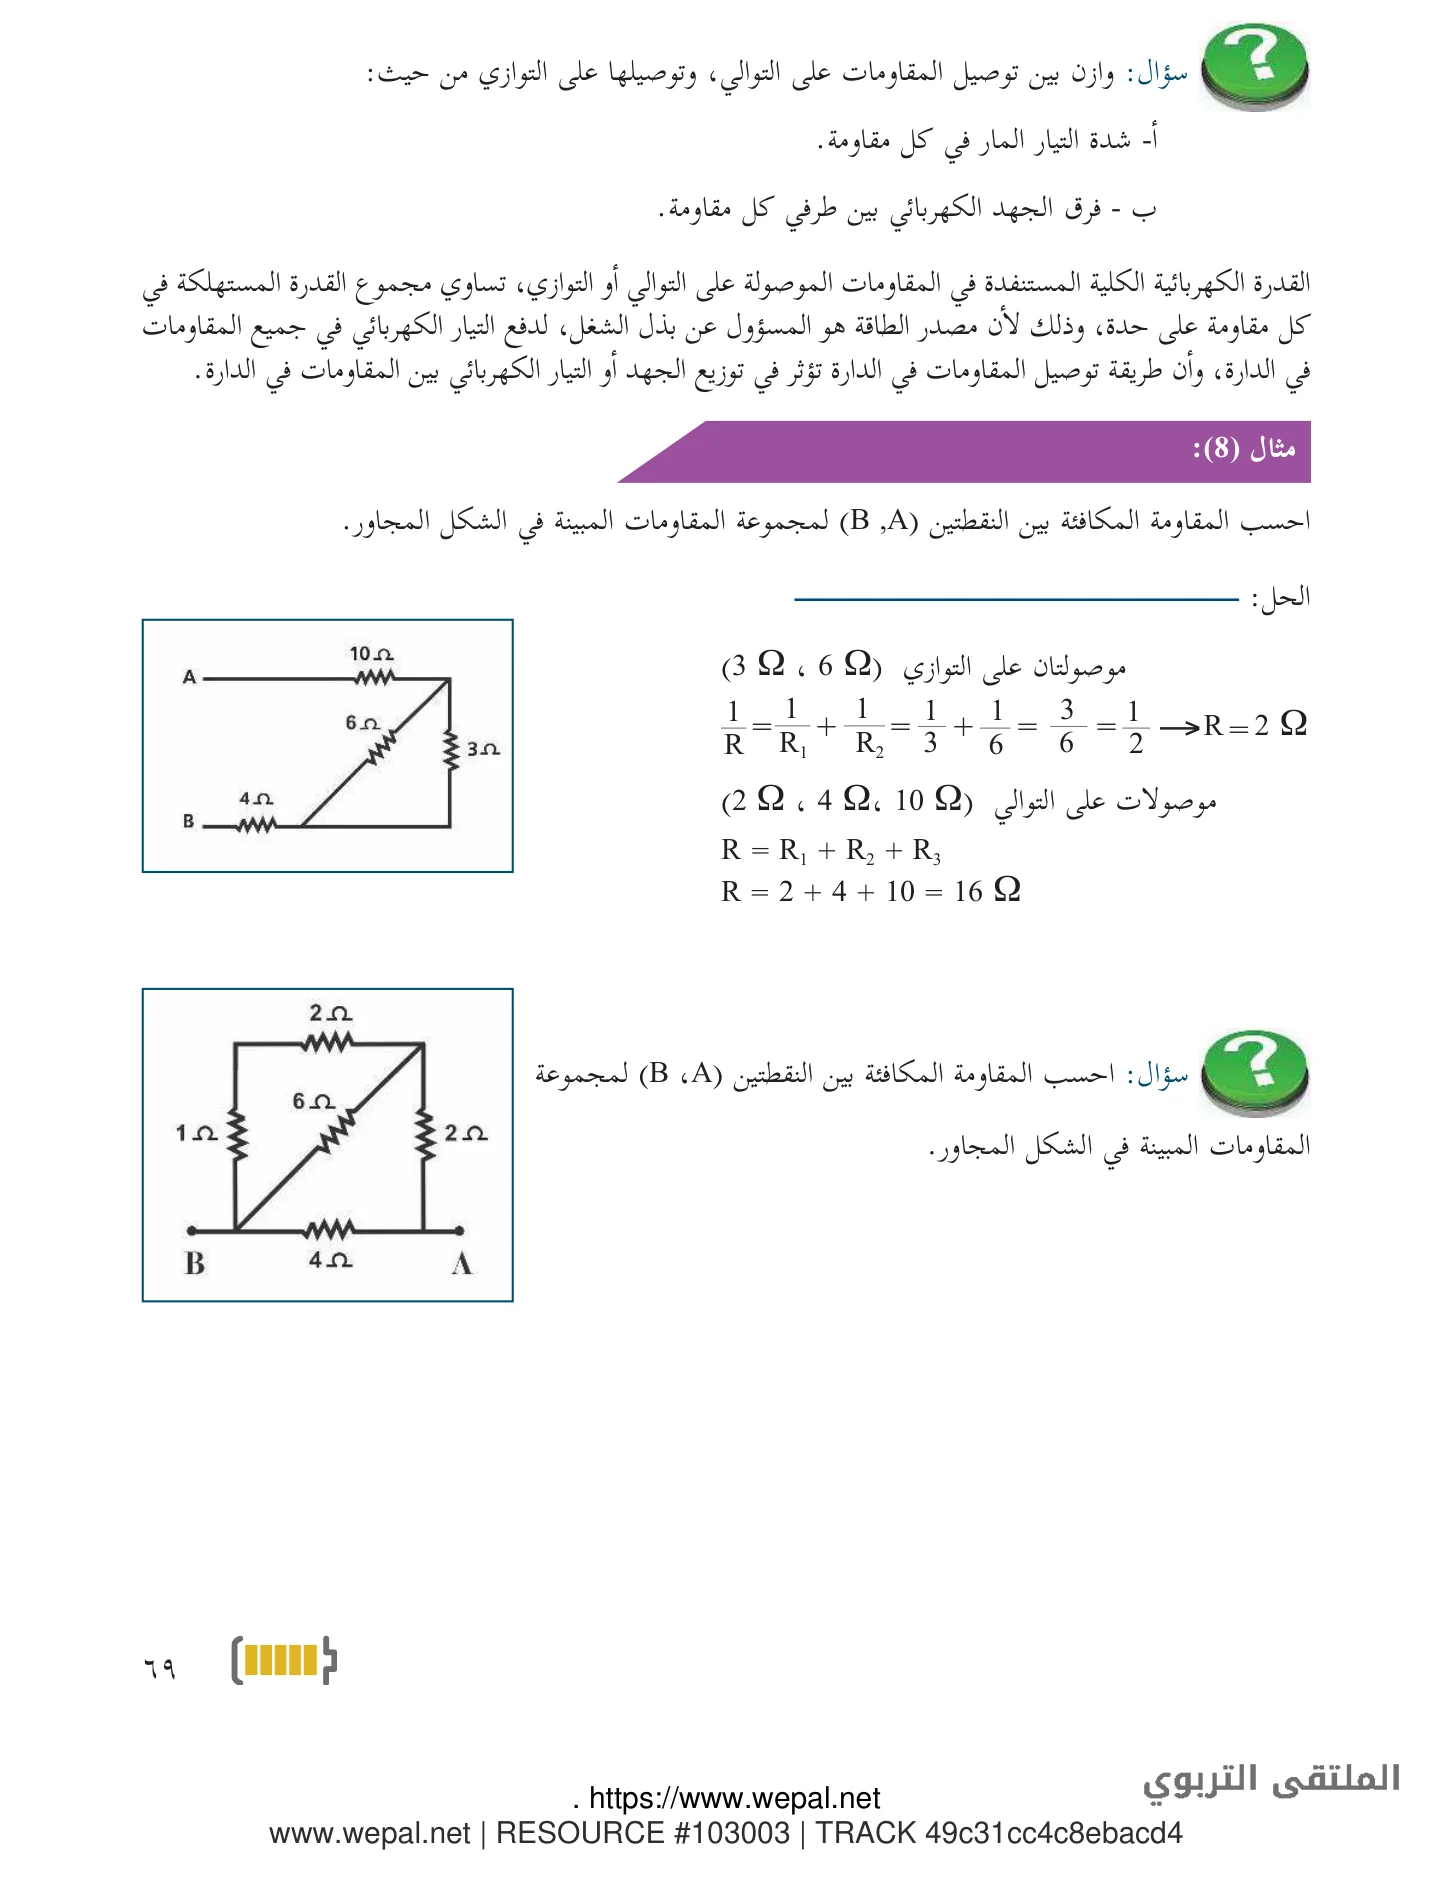 سؤال: وازن بين توصيل المقاومات على التوالي، وتوصيلها على التوازي من حيث:
أ- شدة التيار المار في كل مقاومة.
ب - فرق الجهد الكهربائي بين طرفي كل مقاومة.
القدرة الكهربائية الكلية المستنفدة في المقاومات الموصولة على التوالي أو التوازي، تساوي مجموع القدرة المستهلكة في
كل مقاومة على حدة، وذلك لأن مصدر الطاقة هو المسؤول عن بذل الشغل، لدفع التيار الكهربائي في جميع المقاومات
في الدارة، وأن طريقة توصيل المقاومات في الدارة تؤثر في توزيع الجهد أو التيار الكهربائي بين المقاومات في الدارة.
مثال (8):
احسب المقاومة المكافئة بين النقطتين (B ,A) لمجموعة المقاومات المبينة في الشكل المجاور.
الحل:
(3 Ω ، 6 Ω) موصولتان على التوازي
1/R = 1/R₁ + 1/R₂ = 1/3 + 1/6 = 3/6 = 1/2 → R = 2 Ω
(2 Ω ، 4 Ω، 10 Ω) موصولات على التوالي
R = R₁ + R₂ + R₃
R = 2 + 4 + 10 = 16 Ω
10 Ω
A
6 Ω
3 Ω
4 Ω
B
سؤال: احسب المقاومة المكافئة بين النقطتين (B ،A) لمجموعة
المقاومات المبينة في الشكل المجاور.
2 Ω
6 Ω
1 Ω
2 Ω
4 Ω
B
A
٦٩
الملتقى التربوي
. https://www.wepal.net
www.wepal.net | RESOURCE #103003 | TRACK 49c31cc4c8ebacd4